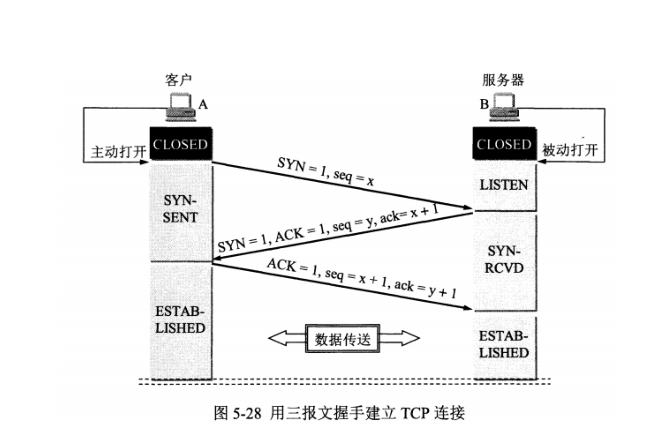 客户
服务器
A
B
CLOSED
CLOSED
主动打开
被动打开
SYN = 1, seq = x
LISTEN
SYN-
SENT
SYN = 1, ACK = 1, seq = y, ack= x + 1
SYN-
RCVD
ACK = 1, seq = x + 1, ack = y + 1
ESTAB-
LISHED
数据传送
ESTAB-
LISHED
图 5-28 用三报文握手建立 TCP 连接